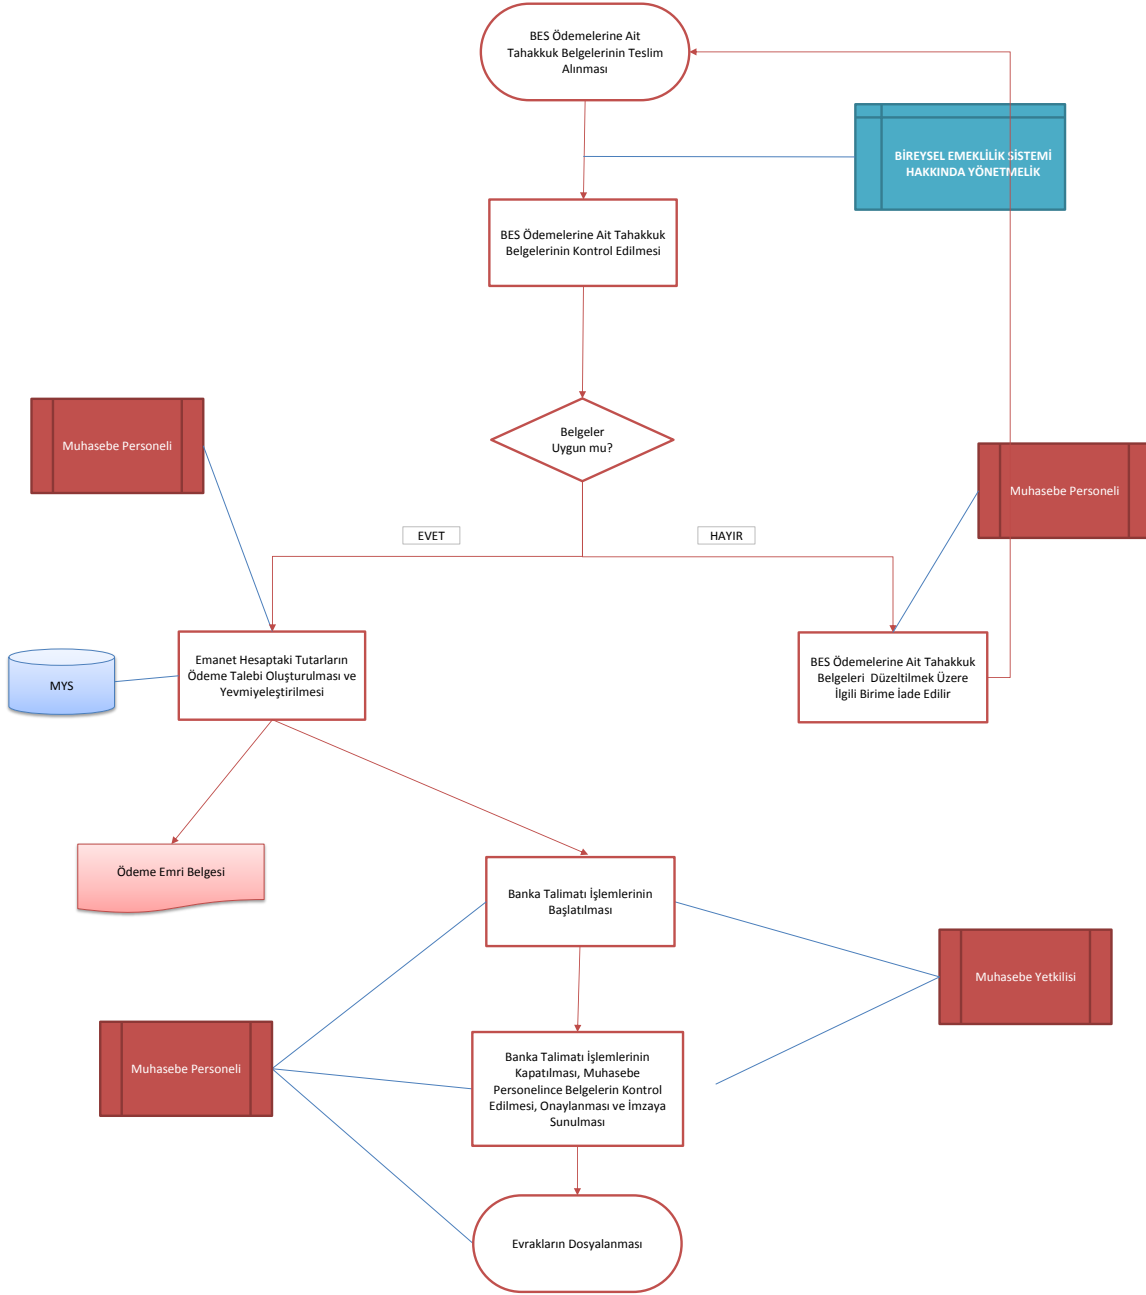 BES Ödemelerine Ait
Tahakkuk Belgelerinin Teslim
Alınması
BİREYSEL EMEKLİLİK SİSTEMİ
HAKKINDA YÖNETMELİK
BES Ödemelerine Ait Tahakkuk
Belgelerinin Kontrol Edilmesi
Muhasebe Personeli
Belgeler
Uygun mu?
Muhasebe Personeli
EVET
HAYIR
MYS
Emanet Hesaptaki Tutarların
Ödeme Talebi Oluşturulması ve
Yevmiyeleştirilmesi
BES Ödemelerine Ait Tahakkuk
Belgeleri Düzeltilmek Üzere
İlgili Birime İade Edilir
Ödeme Emri Belgesi
Banka Talimatı İşlemlerinin
Başlatılması
Muhasebe Yetkilisi
Muhasebe Personeli
Banka Talimatı İşlemlerinin
Kapatılması, Muhasebe
Personelince Belgelerin Kontrol
Edilmesi, Onaylanması ve İmzaya
Sunulması
Evrakların Dosyalanması